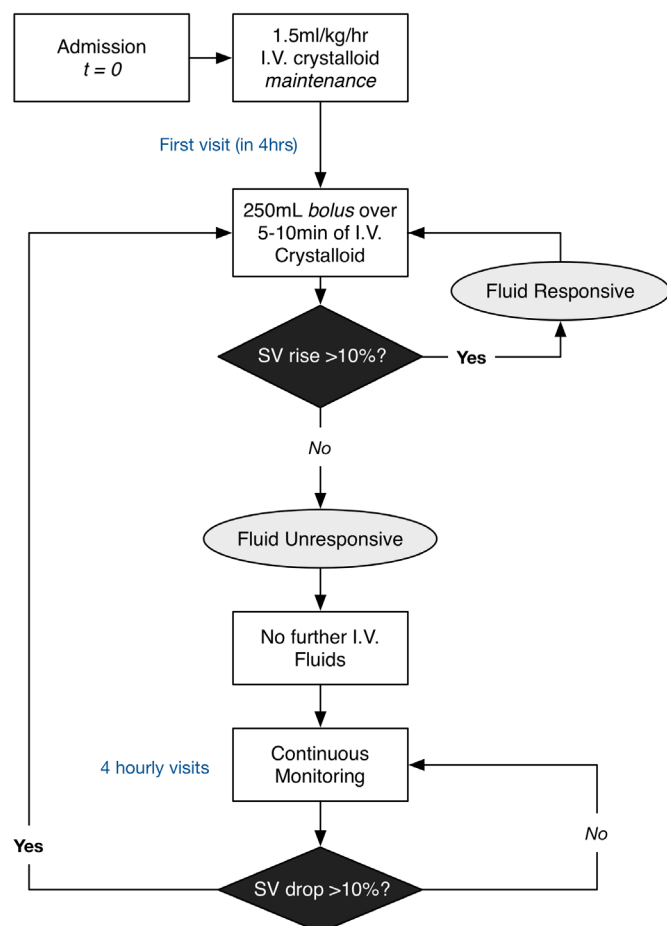 Admission
t = 0
1.5ml/kg/hr
I.V. crystalloid
maintenance
First visit (in 4hrs)
250mL bolus over
5-10min of I.V.
Crystalloid
Fluid Responsive
SV rise >10%?
Yes
No
Fluid Unresponsive
No further I.V.
Fluids
4 hourly visits
Continuous
Monitoring
Yes
No
SV drop >10%?